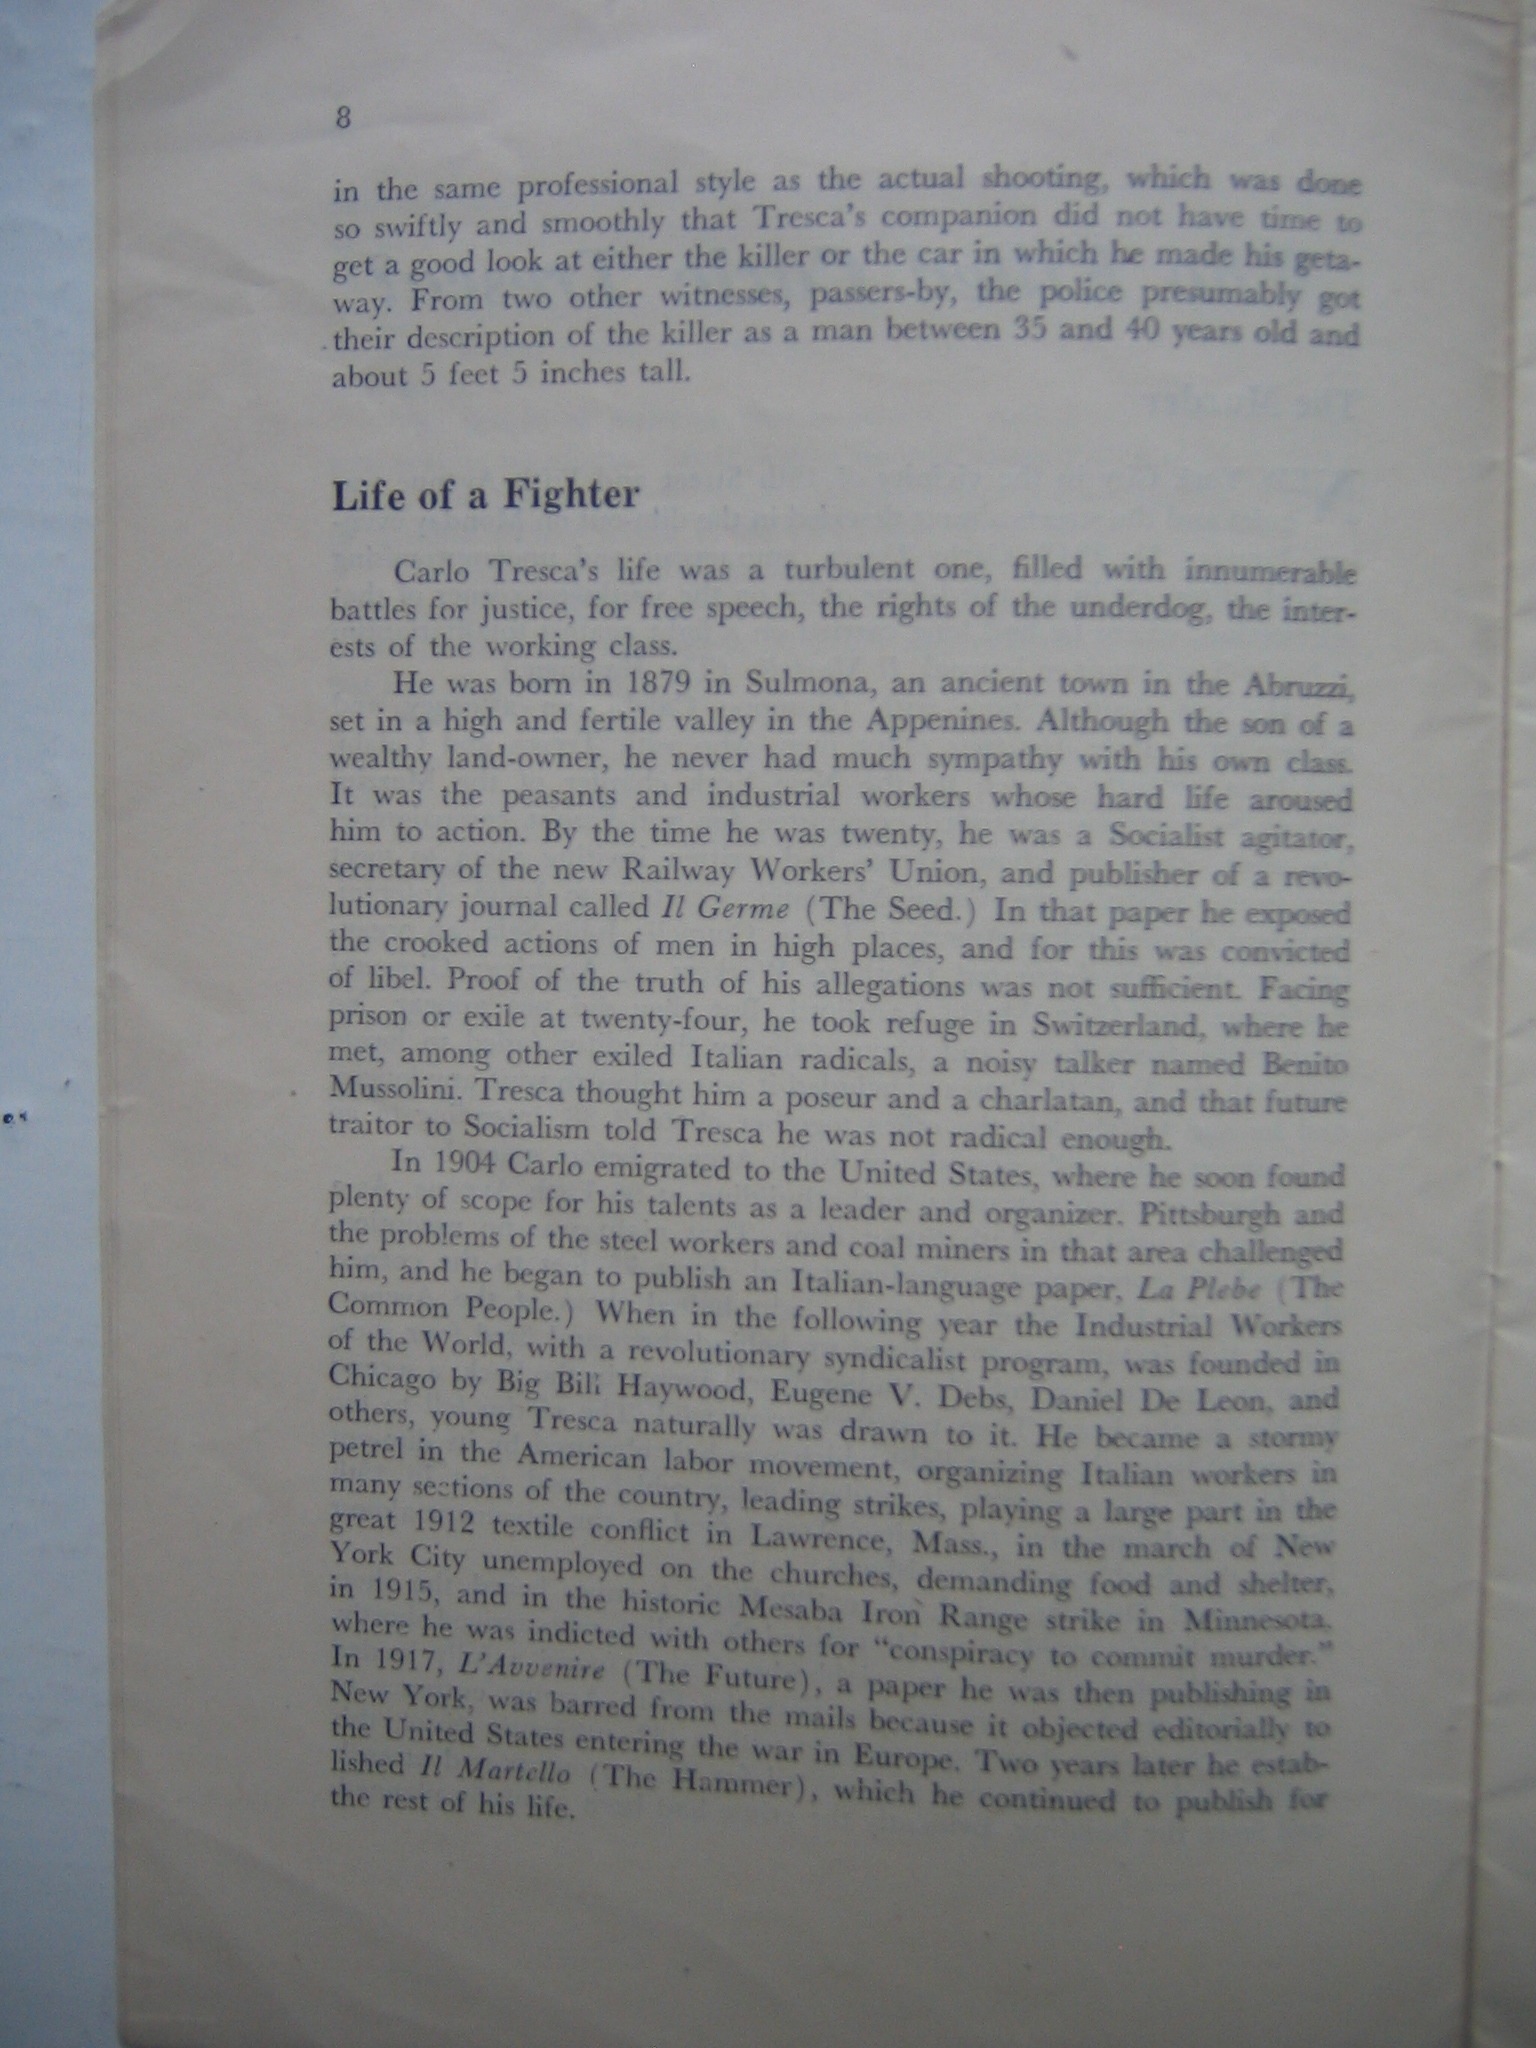 8
in the same professional style as the actual shooting, which was done
so swiftly and smoothly that Tresca's companion did not have time to
get a good look at either the killer or the car in which he made his geta-
way. From two other witnesses, passers-by, the police presumably got
their description of the killer as a man between 35 and 40 years old and
about 5 feet 5 inches tall.
Life of a Fighter
Carlo Tresca's life was a turbulent one, filled with innumerable
battles for justice, for free speech, the rights of the underdog, the inter-
ests of the working class.
He was born in 1879 in Sulmona, an ancient town in the Abruzzi,
set in a high and fertile valley in the Appenines. Although the son of a
wealthy land-owner, he never had much sympathy with his own class.
It was the peasants and industrial workers whose hard life aroused
him to action. By the time he was twenty, he was a Socialist agitator,
secretary of the new Railway Workers' Union, and publisher of a revo-
lutionary journal called Il Germe (The Seed.) In that paper he exposed
the crooked actions of men in high places, and for this was convicted
of libel. Proof of the truth of his allegations was not sufficient. Facing
prison or exile at twenty-four, he took refuge in Switzerland, where he
met, among other exiled Italian radicals, a noisy talker named Benito
Mussolini. Tresca thought him a poseur and a charlatan, and that future
traitor to Socialism told Tresca he was not radical enough.
In 1904 Carlo emigrated to the United States, where he soon found
plenty of scope for his talents as a leader and organizer. Pittsburgh and
the problems of the steel workers and coal miners in that area challenged
him, and he began to publish an Italian-language paper, La Plebe (The
Common People.) When in the following year the Industrial Workers
of the World, with a revolutionary syndicalist program, was founded in
Chicago by Big Bill Haywood, Eugene V. Debs, Daniel De Leon, and
others, young Tresca naturally was drawn to it. He became a stormy
petrel in the American labor movement, organizing Italian workers in
many sections of the country, leading strikes, playing a large part in the
great 1912 textile conflict in Lawrence, Mass., in the march of New
York City unemployed on the churches, demanding food and shelter,
in 1915, and in the historic Mesaba Iron Range strike in Minnesota,
where he was indicted with others for "conspiracy to commit murder."
In 1917, L'Avvenire (The Future), a paper he was then publishing in
New York, was barred from the mails because it objected editorially to
the United States entering the war in Europe. Two years later he estab-
lished Il Martello (The Hammer), which he continued to publish for
the rest of his life.